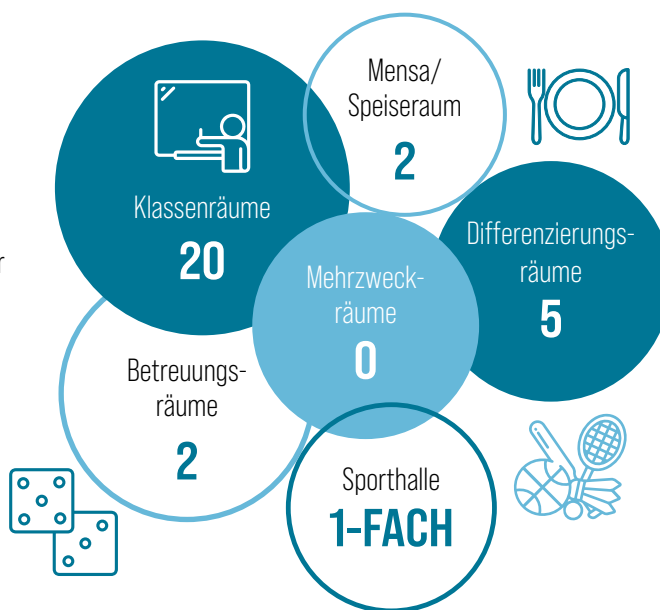 Mensa/
Speiseraum
2
Klassenräume
20
Differenzierungs-
räume
5
r
Mehrzweck-
räume
0
Betreuungs-
räume
2
Sporthalle
1-FACH